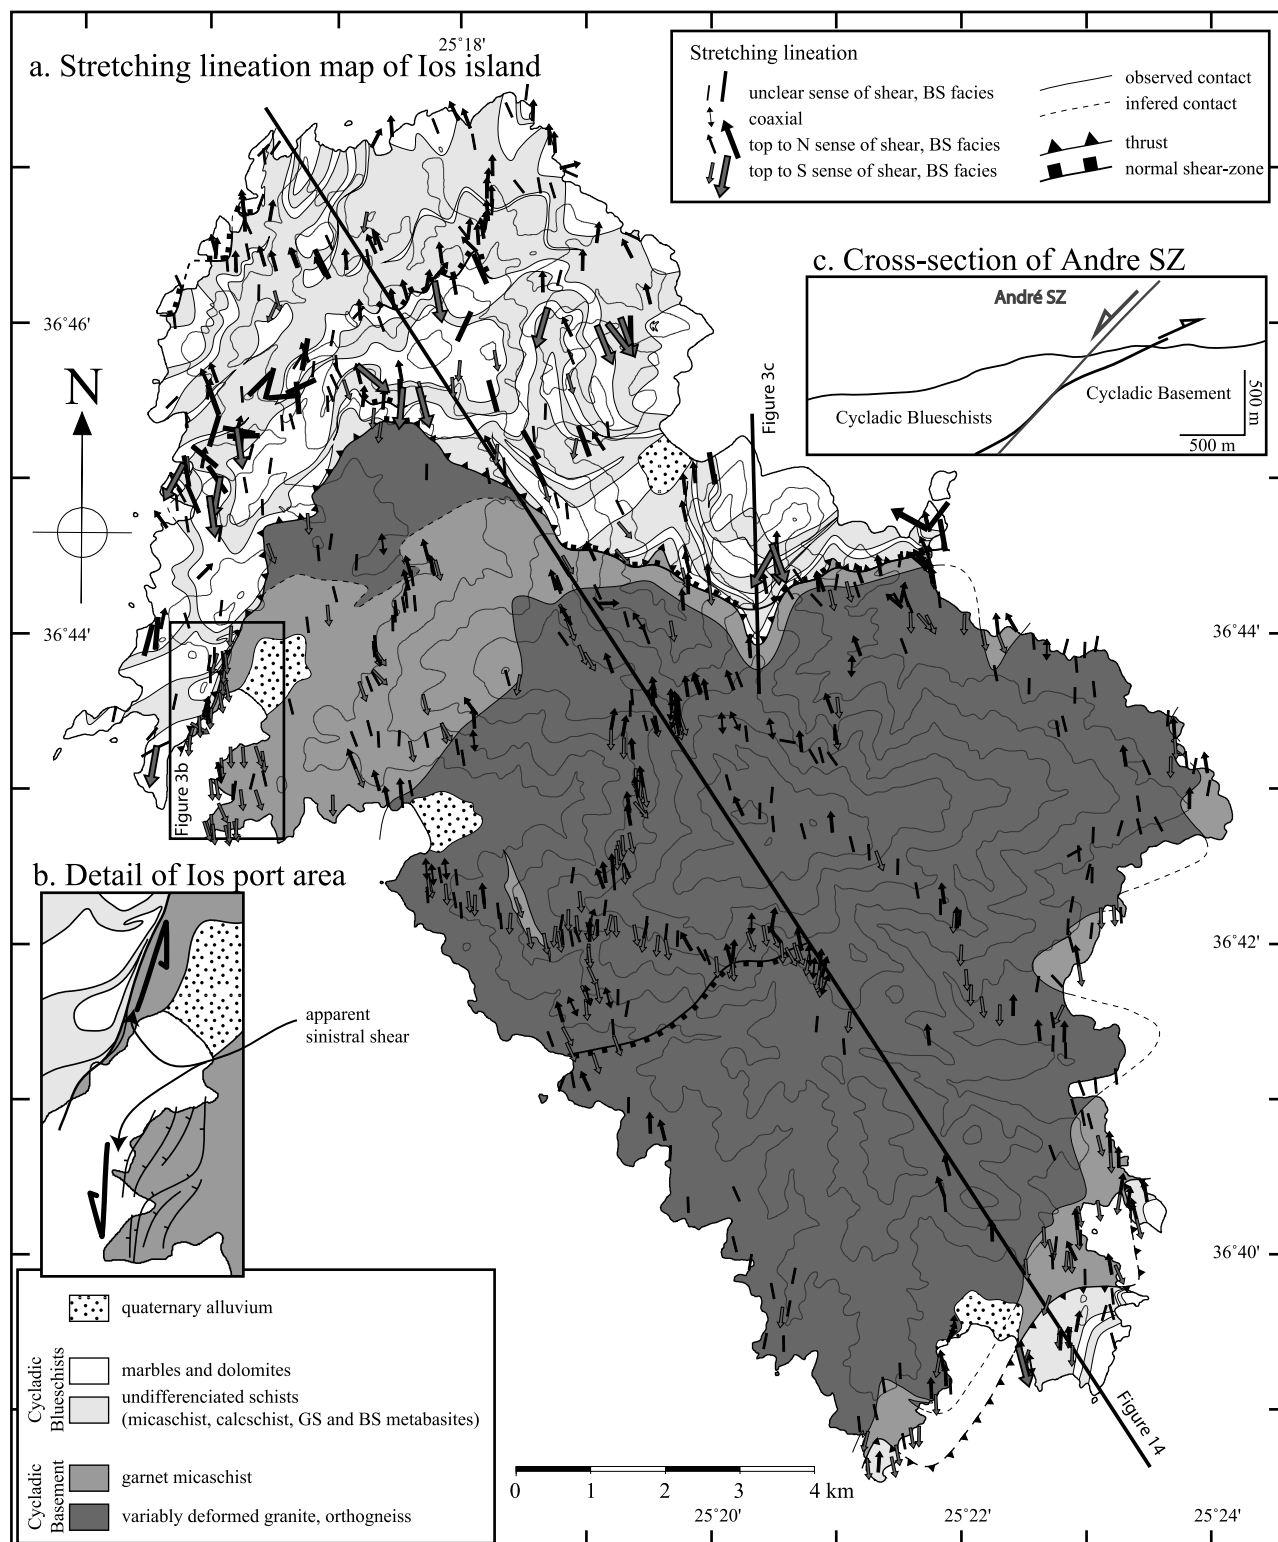 25°18'
a. Stretching lineation map of Ios island
Stretching lineation
unclear sense of shear, BS facies
coaxial
top to N sense of shear, BS facies
top to S sense of shear, BS facies
observed contact
infered contact
thrust
normal shear-zone
c. Cross-section of Andre SZ
André SZ
Cycladic Blueschists
Cycladic Basement
500 m
500 m
36°46'
N
Figure 3c
36°44'
36°44'
Figure 3b
b. Detail of Ios port area
apparent
sinistral shear
36°42'
36°40'
Figure 14
quaternary alluvium
Cycladic
Blueschists
marbles and dolomites
undifferenciated schists
(micaschist, calcschist, GS and BS metabasites)
Cycladic
Basement
garnet micaschist
variably deformed granite, orthogneiss
0 1 2 3 4 km
25°20' 25°22' 25°24'